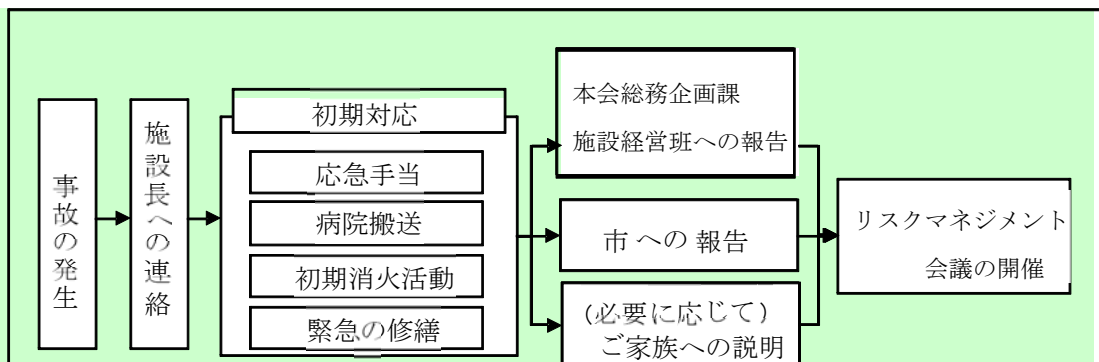 事故の発生
施設長への連絡
初期対応
応急手当
病院搬送
初期消火活動
緊急の修繕
本会総務企画課
施設経営班への報告
市への報告
(必要に応じて)
ご家族への説明
リスクマネジメント
会議の開催